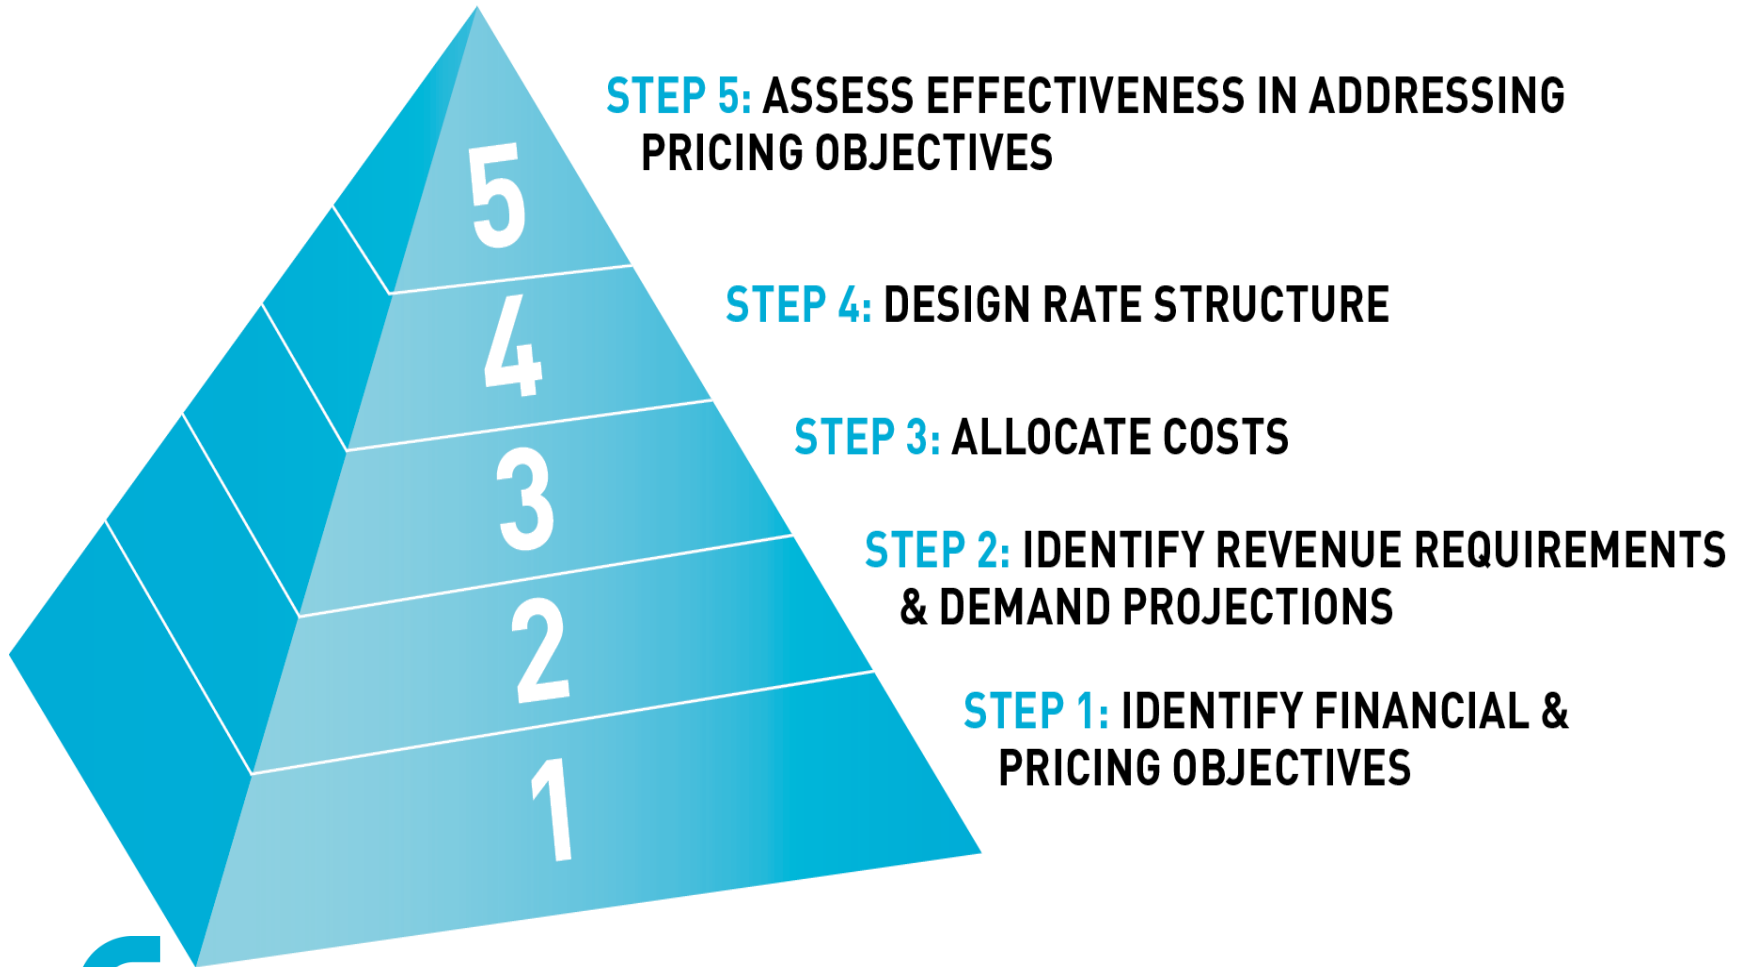 5
STEP 5: ASSESS EFFECTIVENESS IN ADDRESSING
PRICING OBJECTIVES
4
STEP 4: DESIGN RATE STRUCTURE
3
STEP 3: ALLOCATE COSTS
2
STEP 2: IDENTIFY REVENUE REQUIREMENTS
& DEMAND PROJECTIONS
1
STEP 1: IDENTIFY FINANCIAL &
PRICING OBJECTIVES